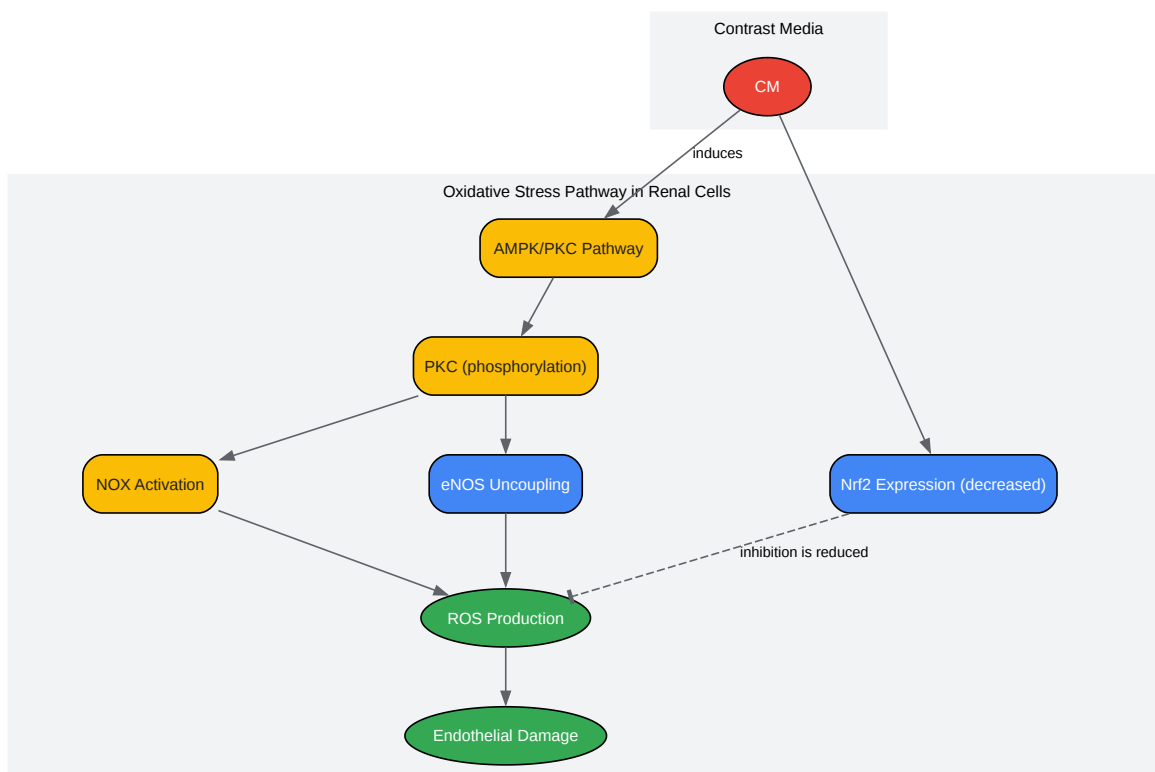 Contrast Media
CM
induces
Oxidative Stress Pathway in Renal Cells
AMPK/PKC Pathway
PKC (phosphorylation)
NOX Activation
eNOS Uncoupling
Nrf2 Expression (decreased)
inhibition is reduced
ROS Production
Endothelial Damage